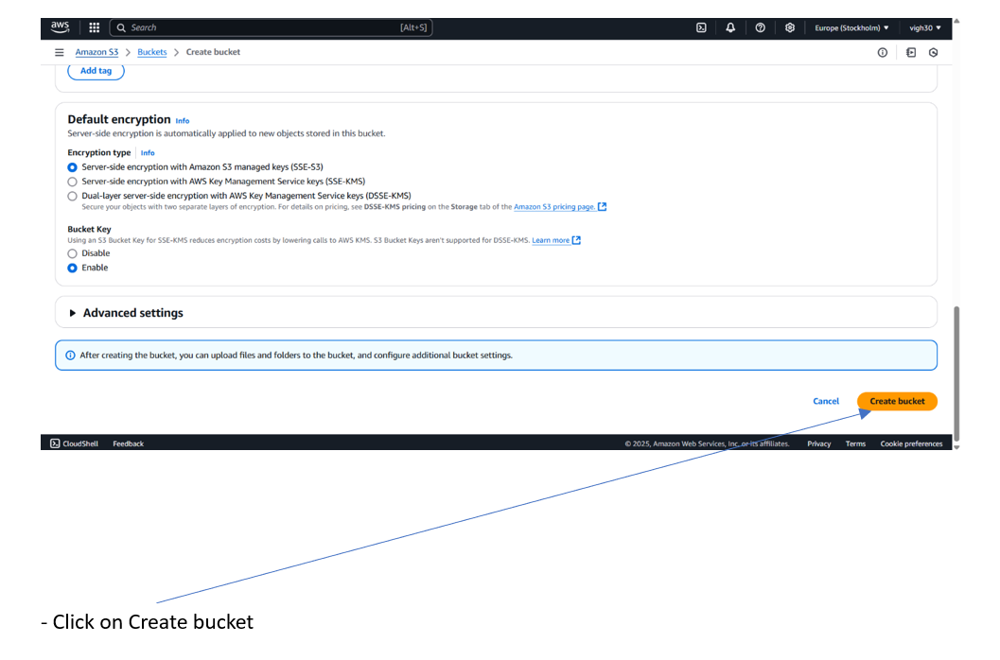 aws
Search [Alt+S] Europe (Stockholm) ▼ vigh30 ▼
Amazon S3 > Buckets > Create bucket
Add tag
Default encryption Info
Server-side encryption is automatically applied to new objects stored in this bucket.
Encryption type Info
Server-side encryption with Amazon S3 managed keys (SSE-S3)
Server-side encryption with AWS Key Management Service keys (SSE-KMS)
Dual-layer server-side encryption with AWS Key Management Service keys (DSSE-KMS)
Secure your objects with two separate layers of encryption. For details on pricing, see DSSE-KMS pricing on the Storage tab of the Amazon S3 pricing page.
Bucket Key
Using an S3 Bucket Key for SSE-KMS reduces encryption costs by lowering calls to AWS KMS. S3 Bucket Keys aren't supported for DSSE-KMS. Learn more
Disable
Enable
Advanced settings
After creating the bucket, you can upload files and folders to the bucket, and configure additional bucket settings.
Cancel Create bucket
CloudShell Feedback © 2025, Amazon Web Services, Inc. or its affiliates. Privacy Terms Cookie preferences
- Click on Create bucket